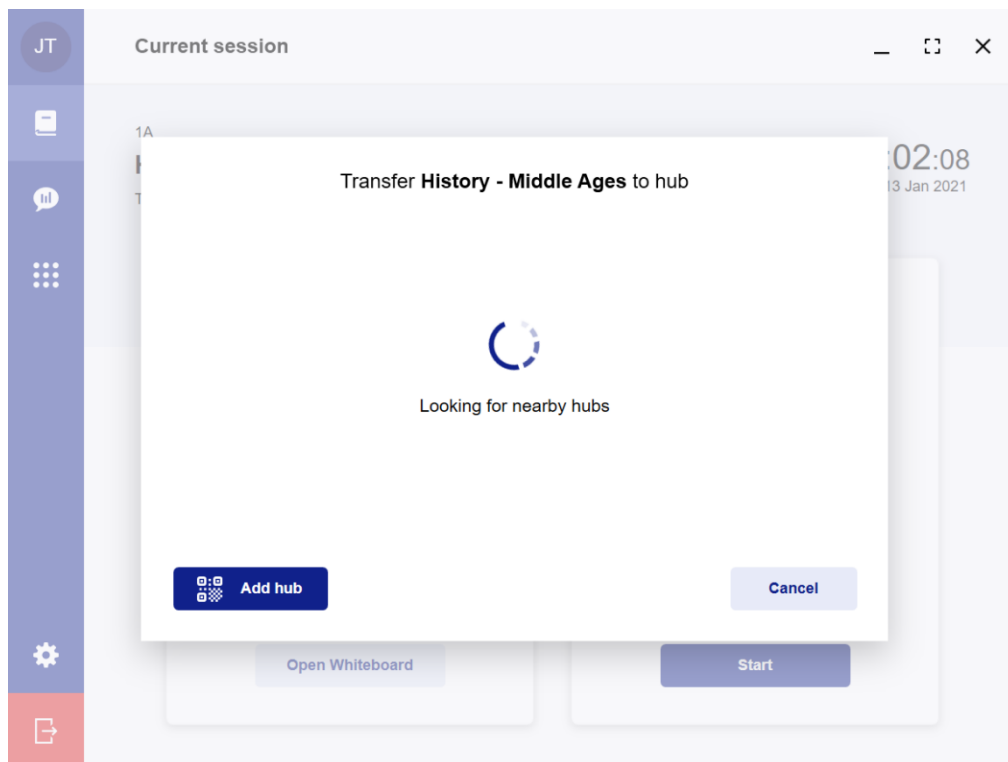 JT
Current session
1A
:02:08
13 Jan 2021
Transfer History - Middle Ages to hub
Looking for nearby hubs
Add hub
Cancel
Open Whiteboard
Start